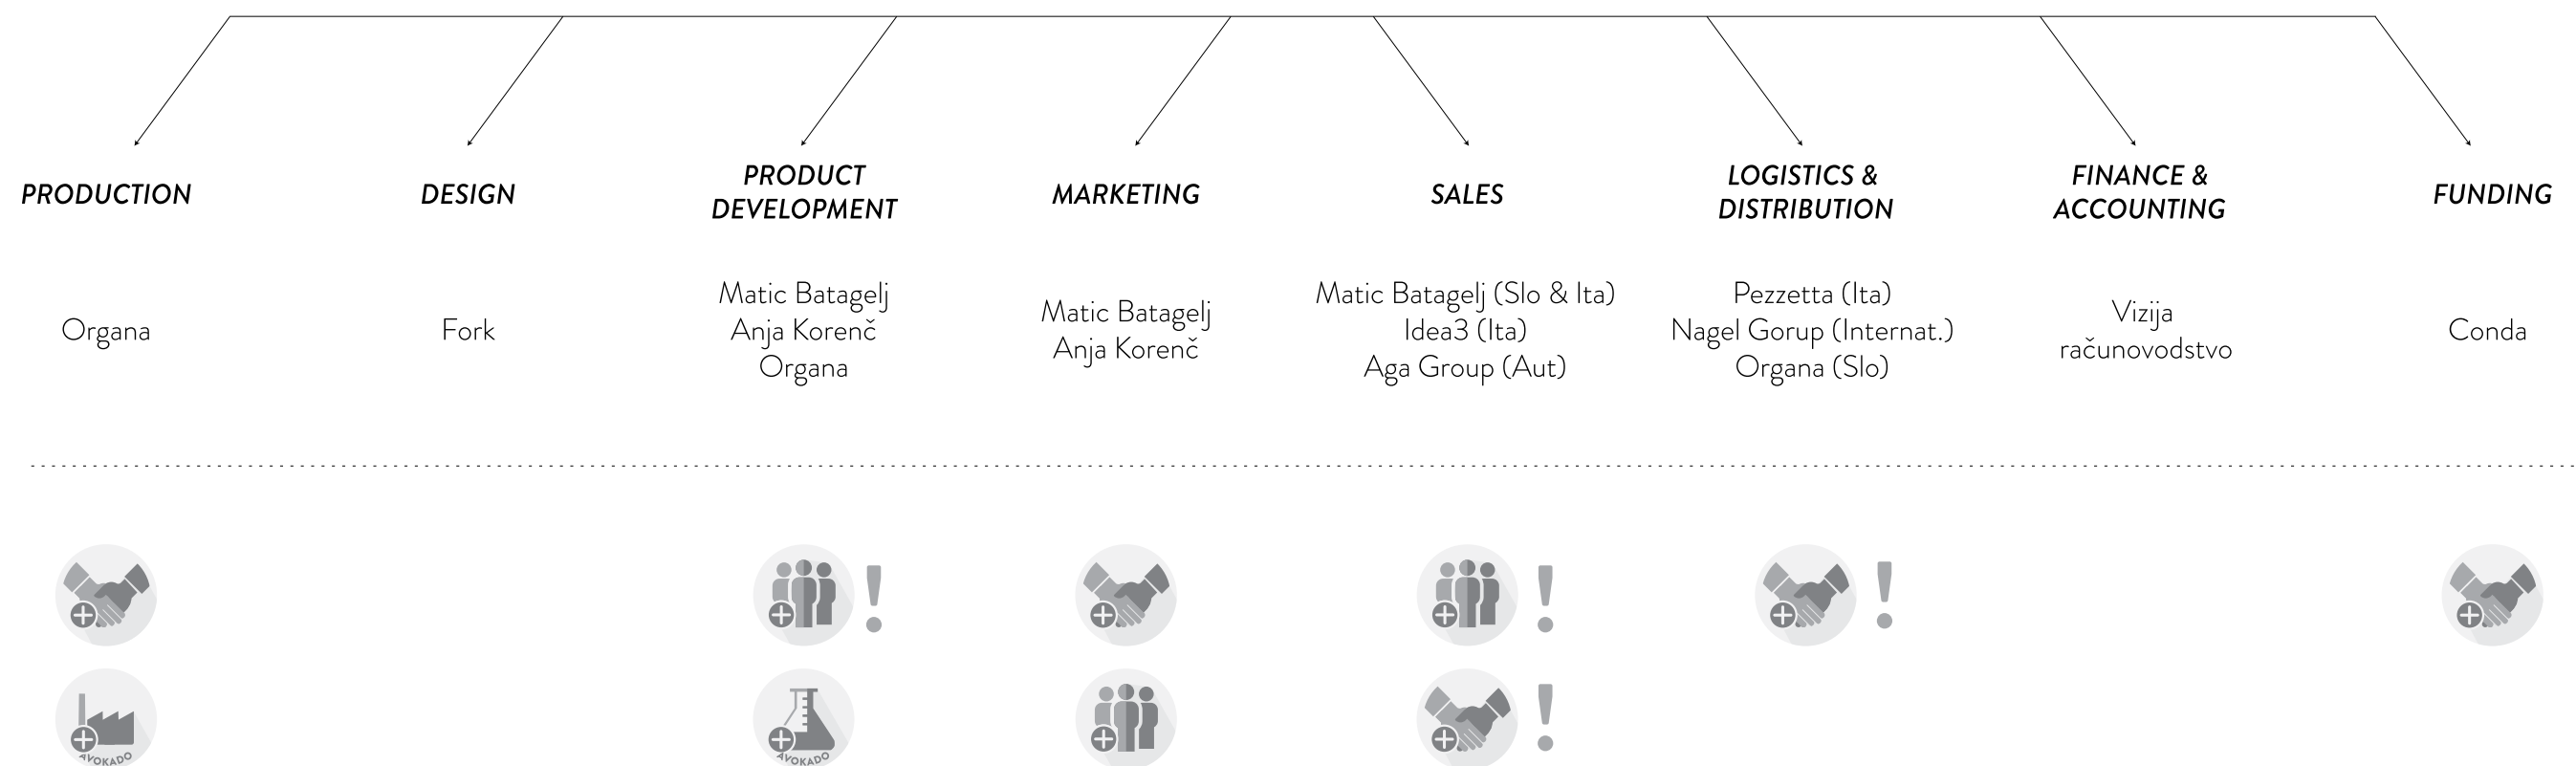 PRODUCTION
DESIGN
PRODUCT
DEVELOPMENT
MARKETING
SALES
LOGISTICS &
DISTRIBUTION
FINANCE &
ACCOUNTING
FUNDING
Organa
Fork
Matic Batagelj
Anja Korenč
Organa
Matic Batagelj
Anja Korenč
Matic Batagelj (Slo & Ita)
Idea3 (Ita)
Aga Group (Aut)
Pezzetta (Ita)
Nagel Gorup (Internat.)
Organa (Slo)
Vizija
računovodstvo
Conda
!
!
!
!
AVOKADO
AVOKADO